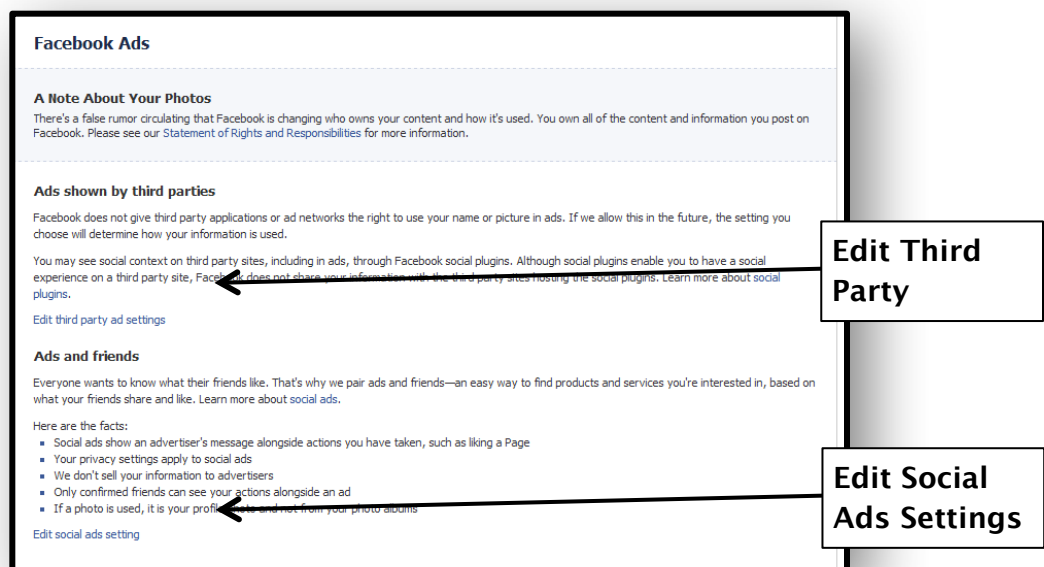 Facebook Ads
A Note About Your Photos
There's a false rumor circulating that Facebook is changing who owns your content and how it's used. You own all of the content and information you post on
Facebook. Please see our Statement of Rights and Responsibilities for more information.
Ads shown by third parties
Facebook does not give third party applications or ad networks the right to use your name or picture in ads. If we allow this in the future, the setting you
choose will determine how your information is used.
You may see social context on third party sites, including in ads, through Facebook social plugins. Although social plugins enable you to have a social
experience on a third party site, Facebook does not share your information with the third party sites hosting the social plugins. Learn more about social
plugins.
Edit third party ad settings
Edit Third
Party
Ads and friends
Everyone wants to know what their friends like. That's why we pair ads and friends—an easy way to find products and services you're interested in, based on
what your friends share and like. Learn more about social ads.
Here are the facts:
Social ads show an advertiser's message alongside actions you have taken, such as liking a Page
Your privacy settings apply to social ads
We don't sell your information to advertisers
Only confirmed friends can see your actions alongside an ad
If a photo is used, it is your profile photo and not from your photo albums
Edit social ads setting
Edit Social
Ads Settings